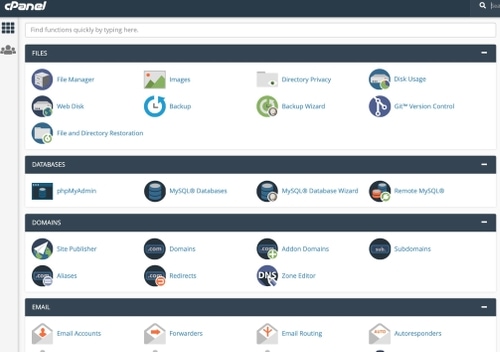 cPanel
Find functions quickly by typing here.
FILES
File Manager
Images
Directory Privacy
Disk Usage
Web Disk
Backup
Backup Wizard
Git™ Version Control
File and Directory Restoration
DATABASES
phpMyAdmin
MySQL® Databases
MySQL® Database Wizard
Remote MySQL®
DOMAINS
Site Publisher
.com Domains
.com Addon Domains
sub. Subdomains
.com Aliases
.com Redirects
DNS Zone Editor
EMAIL
Email Accounts
Forwarders
Email Routing
AUTO Autoresponders